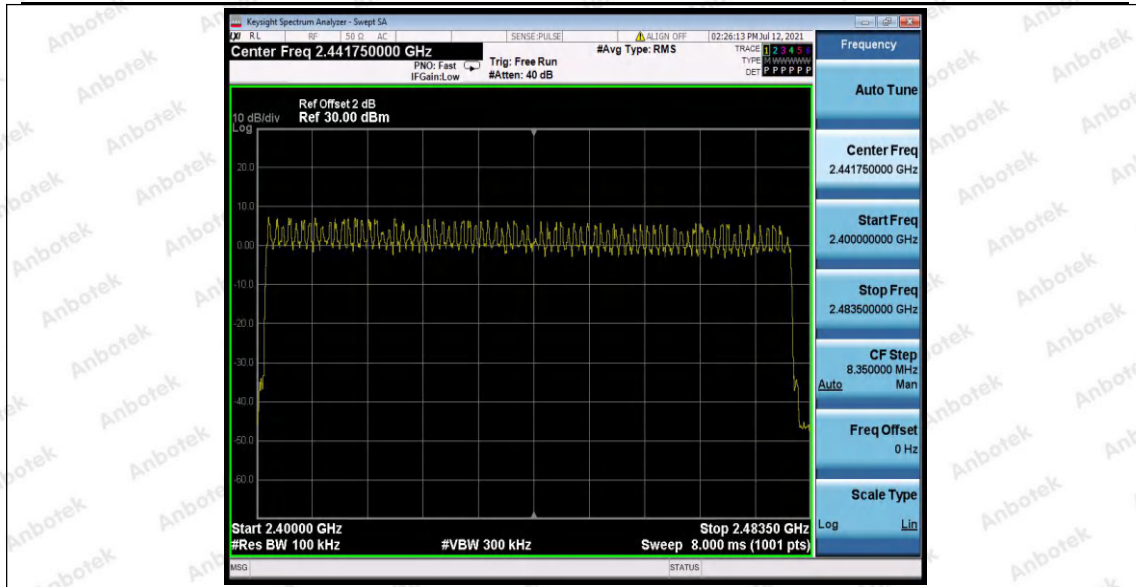 Keysight Spectrum Analyzer - Swept SA
RL RF 50 Ω AC SENSE:PULSE ALIGN OFF 02:26:13 PM Jul 12, 2021
Center Freq 2.441750000 GHz
PNO: Fast
IFGain:Low
Trig: Free Run
#Atten: 40 dB
#Avg Type: RMS
TRACE 1 2 3 4 5 6
TYPE M WWWWW
DET P P P P P P
Ref Offset 2 dB
10 dB/div Ref 30.00 dBm
Log
20.0
10.0
0.00
-10.0
-20.0
-30.0
-40.0
-50.0
-60.0
Start 2.40000 GHz Stop 2.48350 GHz
#Res BW 100 kHz #VBW 300 kHz Sweep 8.000 ms (1001 pts)
MSG STATUS
Frequency
Auto Tune
Center Freq
2.441750000 GHz
Start Freq
2.400000000 GHz
Stop Freq
2.483500000 GHz
CF Step
8.350000 MHz
Auto Man
Freq Offset
0 Hz
Scale Type
Log Lin
Anbotek